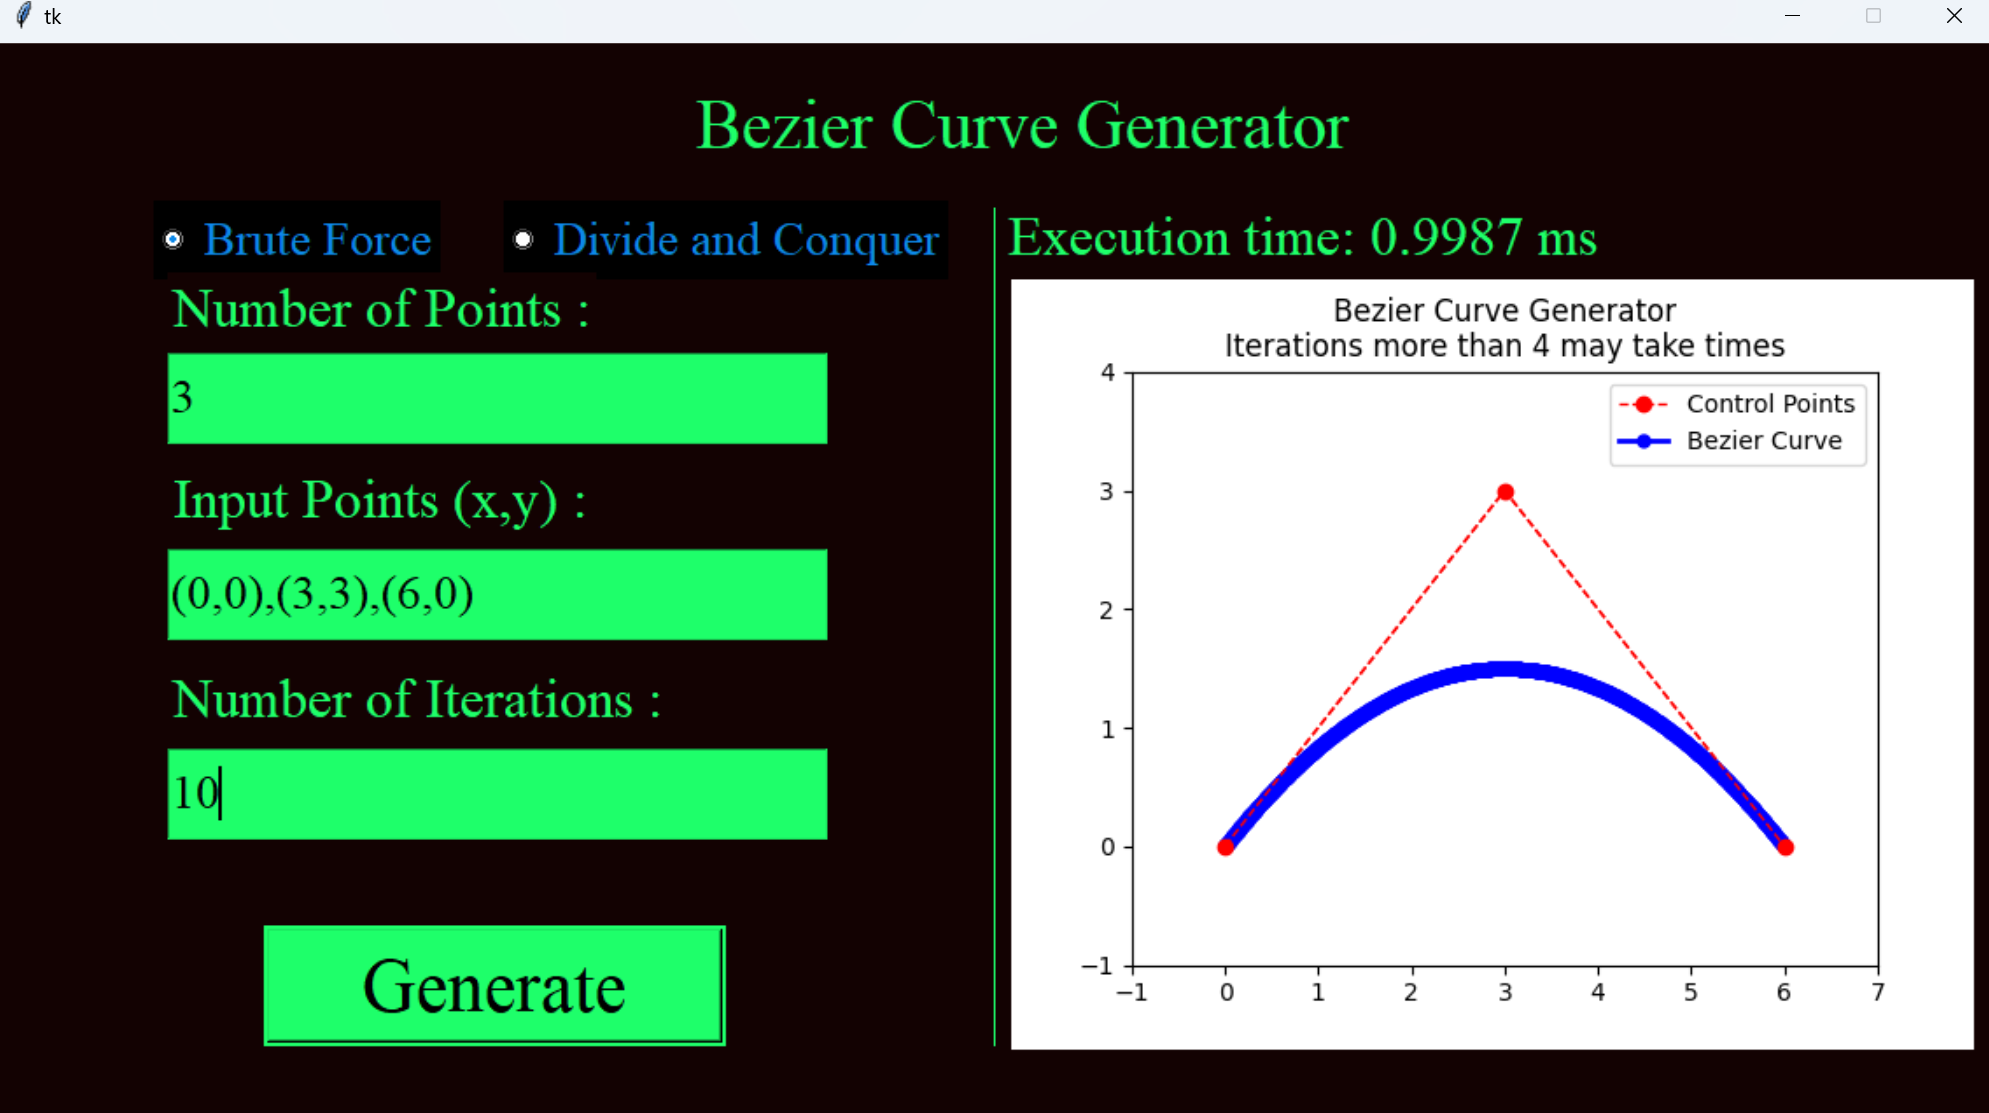 tk
Bezier Curve Generator
Brute Force
Divide and Conquer
Number of Points :
3
Input Points (x,y) :
(0,0),(3,3),(6,0)
Number of Iterations :
10
Generate
Execution time: 0.9987 ms
Bezier Curve Generator
Iterations more than 4 may take times
Control Points
Bezier Curve
4
3
2
1
0
−1
−1 0 1 2 3 4 5 6 7